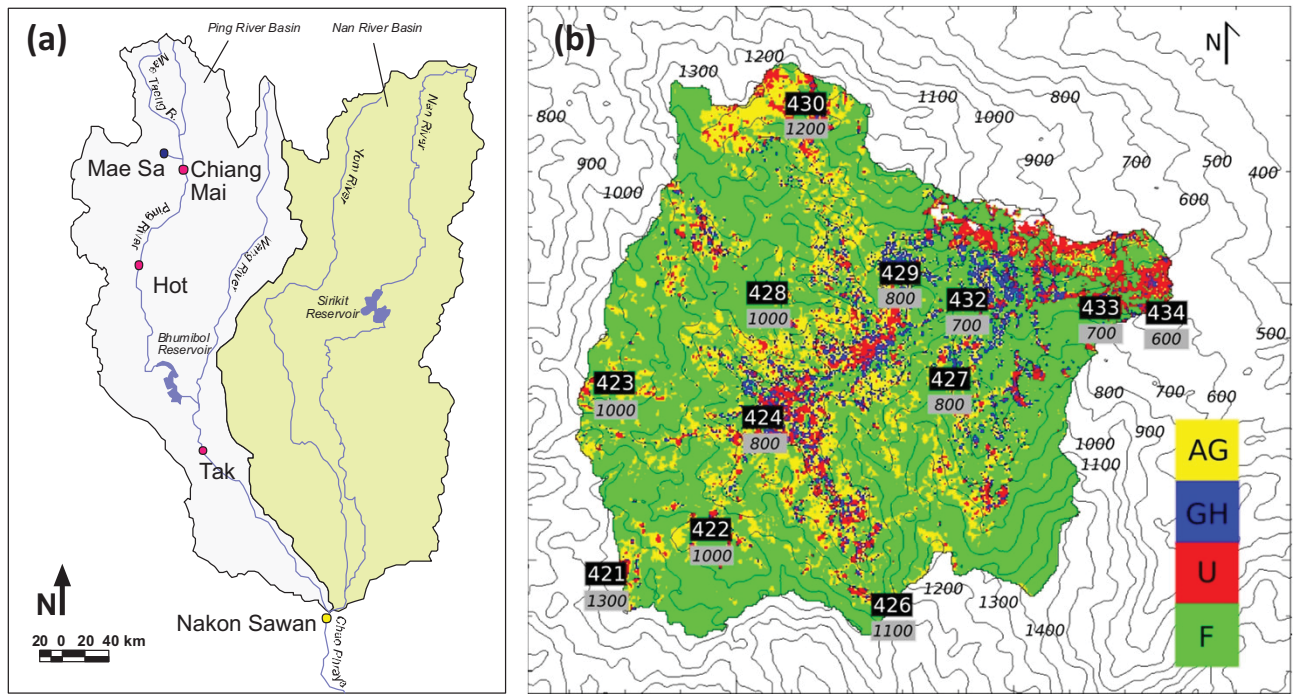 (a)
Ping River Basin
Nan River Basin
Mae Taeng R.
Nan River
Yom River
Mae Sa
Chiang
Mai
Ping River
Wang River
Hot
Sirikit
Reservoir
Bhumibol
Reservoir
Tak
N
20 0 20 40 km
Nakon Sawan
Chao Phraya
(b)
N
1200
1300
800
900
1000
1100
1000
800
900
700
500
400
600
430
1200
429
800
428
1000
432
700
433
700
434
600
500
423
1000
427
800
424
800
800
700
600
900
1000
1100
422
1000
421
1300
426
1100
1200
1300
1400
AG
GH
U
F